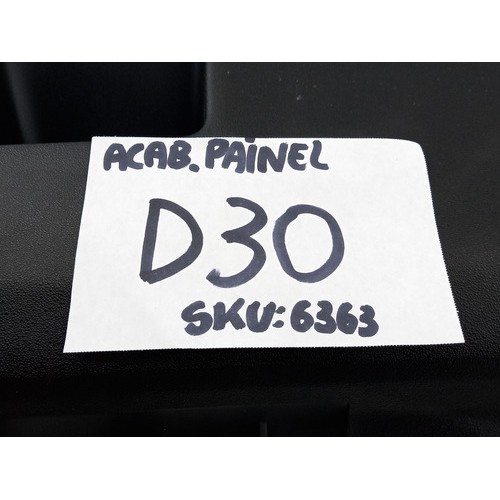 ACAB. PAINEL
D30
SKU: 6363